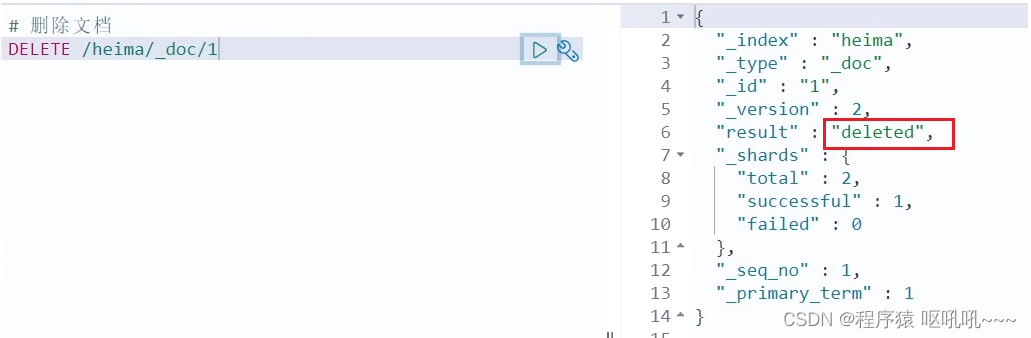 # 删除文档
DELETE /heima/_doc/1
1 {
2 "_index" : "heima",
3 "_type" : "_doc",
4 "_id" : "1",
5 "_version" : 2,
6 "result" : "deleted",
7 "_shards" : {
8 "total" : 2,
9 "successful" : 1,
10 "failed" : 0
11 },
12 "_seq_no" : 1,
13 "_primary_term" : 1
14 }
CSDN @程序猿 呕吼吼~~~